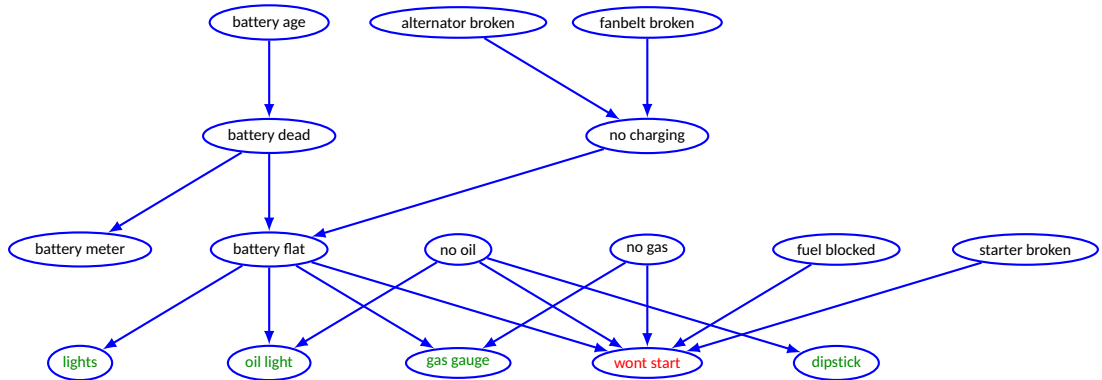 battery age
alternator broken
fanbelt broken
battery dead
no charging
battery meter
battery flat
no oil
no gas
fuel blocked
starter broken
lights
oil light
gas gauge
wont start
dipstick